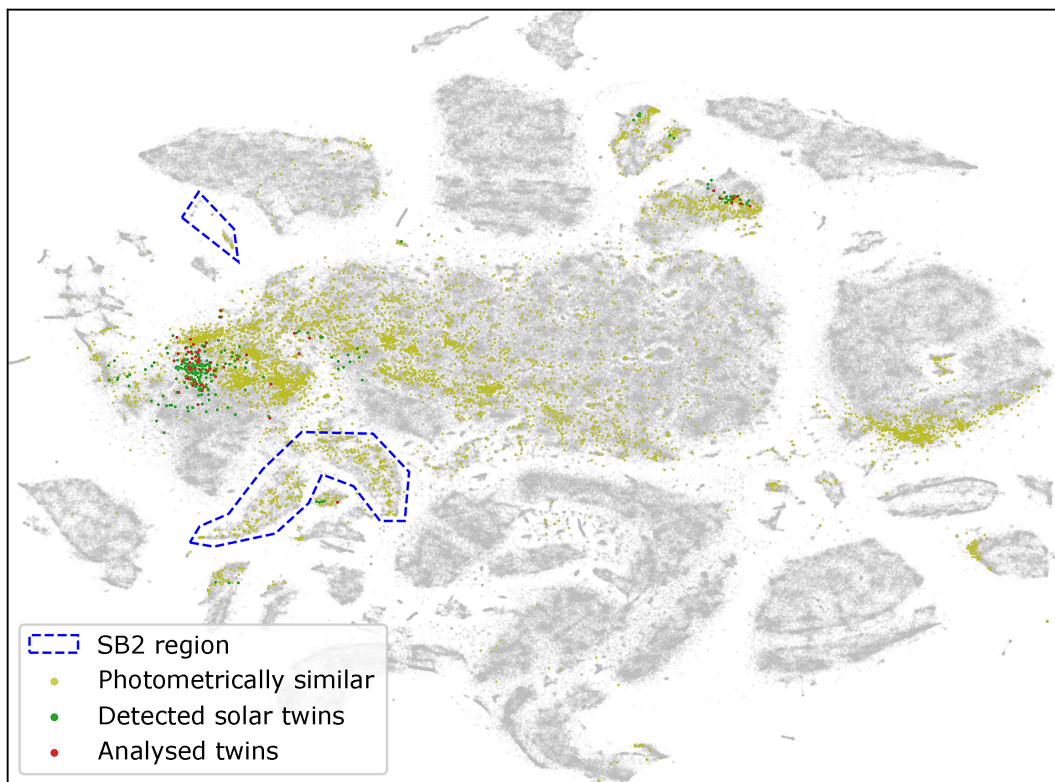 SB2 region
Photometrically similar
Detected solar twins
Analysed twins